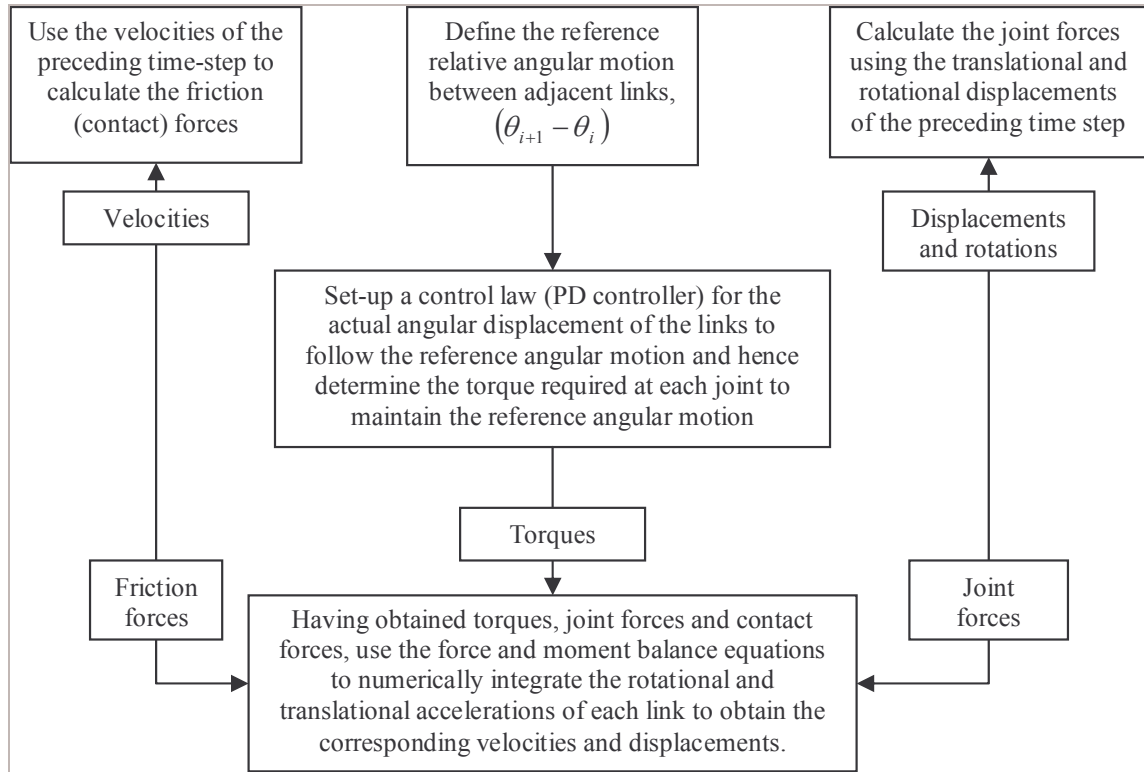 Use the velocities of the
preceding time-step to
calculate the friction
(contact) forces
Define the reference
relative angular motion
between adjacent links,
(θ_{i+1} − θ_i)
Calculate the joint forces
using the translational and
rotational displacements
of the preceding time step
Velocities
Displacements
and rotations
Set-up a control law (PD controller) for the
actual angular displacement of the links to
follow the reference angular motion and hence
determine the torque required at each joint to
maintain the reference angular motion
Torques
Friction
forces
Joint
forces
Having obtained torques, joint forces and contact
forces, use the force and moment balance equations
to numerically integrate the rotational and
translational accelerations of each link to obtain the
corresponding velocities and displacements.